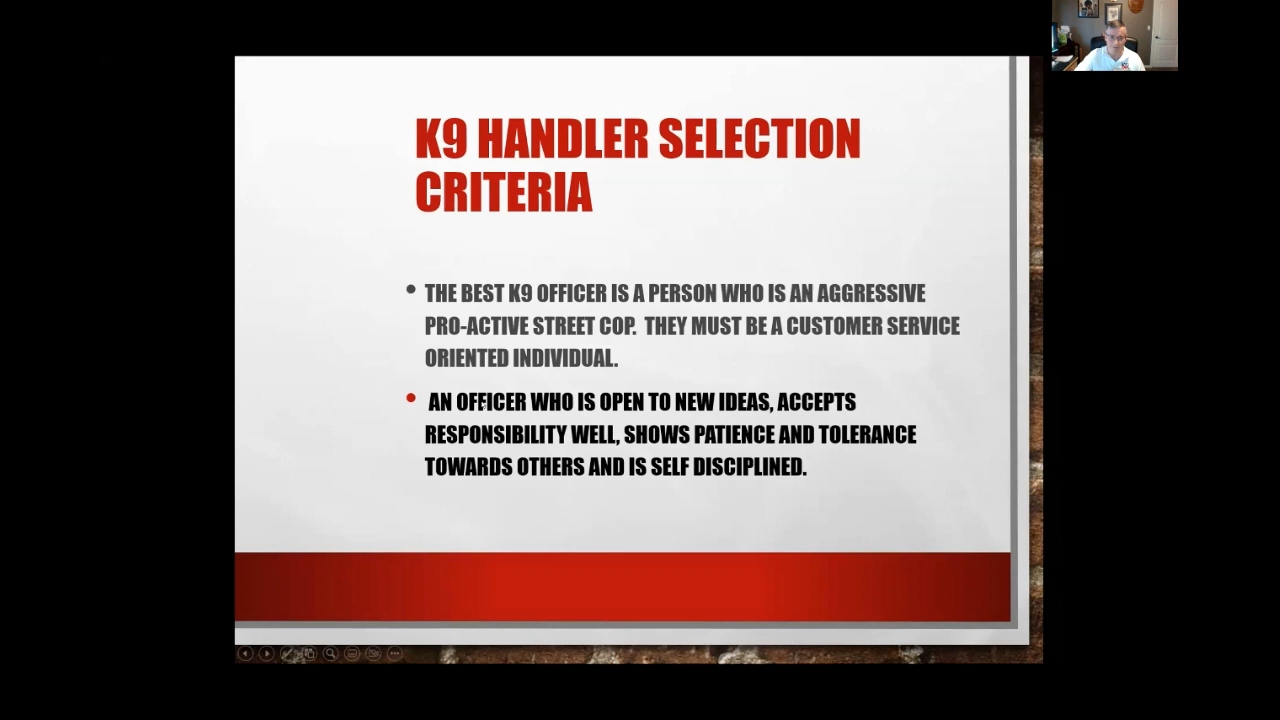 K9 HANDLER SELECTION
CRITERIA
• THE BEST K9 OFFICER IS A PERSON WHO IS AN AGGRESSIVE
PRO-ACTIVE STREET COP.  THEY MUST BE A CUSTOMER SERVICE
ORIENTED INDIVIDUAL.
• AN OFFICER WHO IS OPEN TO NEW IDEAS, ACCEPTS
RESPONSIBILITY WELL, SHOWS PATIENCE AND TOLERANCE
TOWARDS OTHERS AND IS SELF DISCIPLINED.